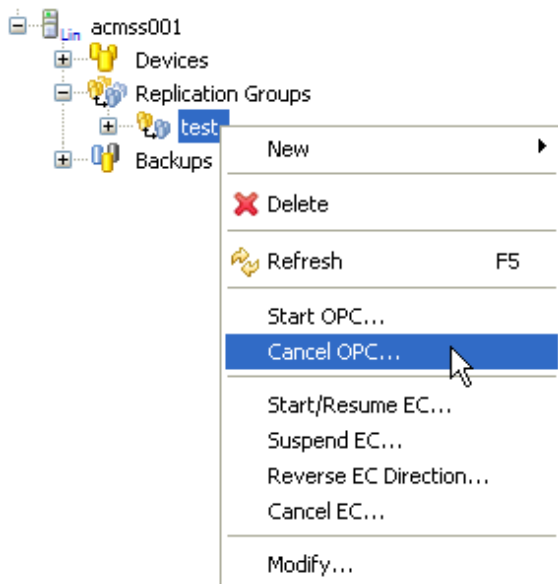 Lin acmss001
Devices
Replication Groups
test
Backups
New
Delete
Refresh F5
Start OPC...
Cancel OPC...
Start/Resume EC...
Suspend EC...
Reverse EC Direction...
Cancel EC...
Modify...